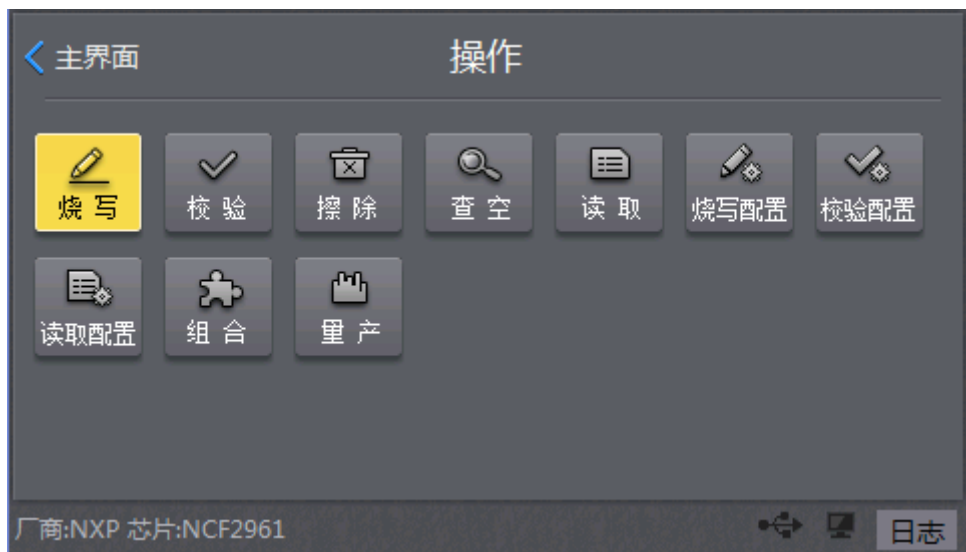 主界面
操作
烧写 校验 擦除 查空 读取 烧写配置 校验配置
读取配置 组合 量产
厂商:NXP 芯片:NCF2961 日志